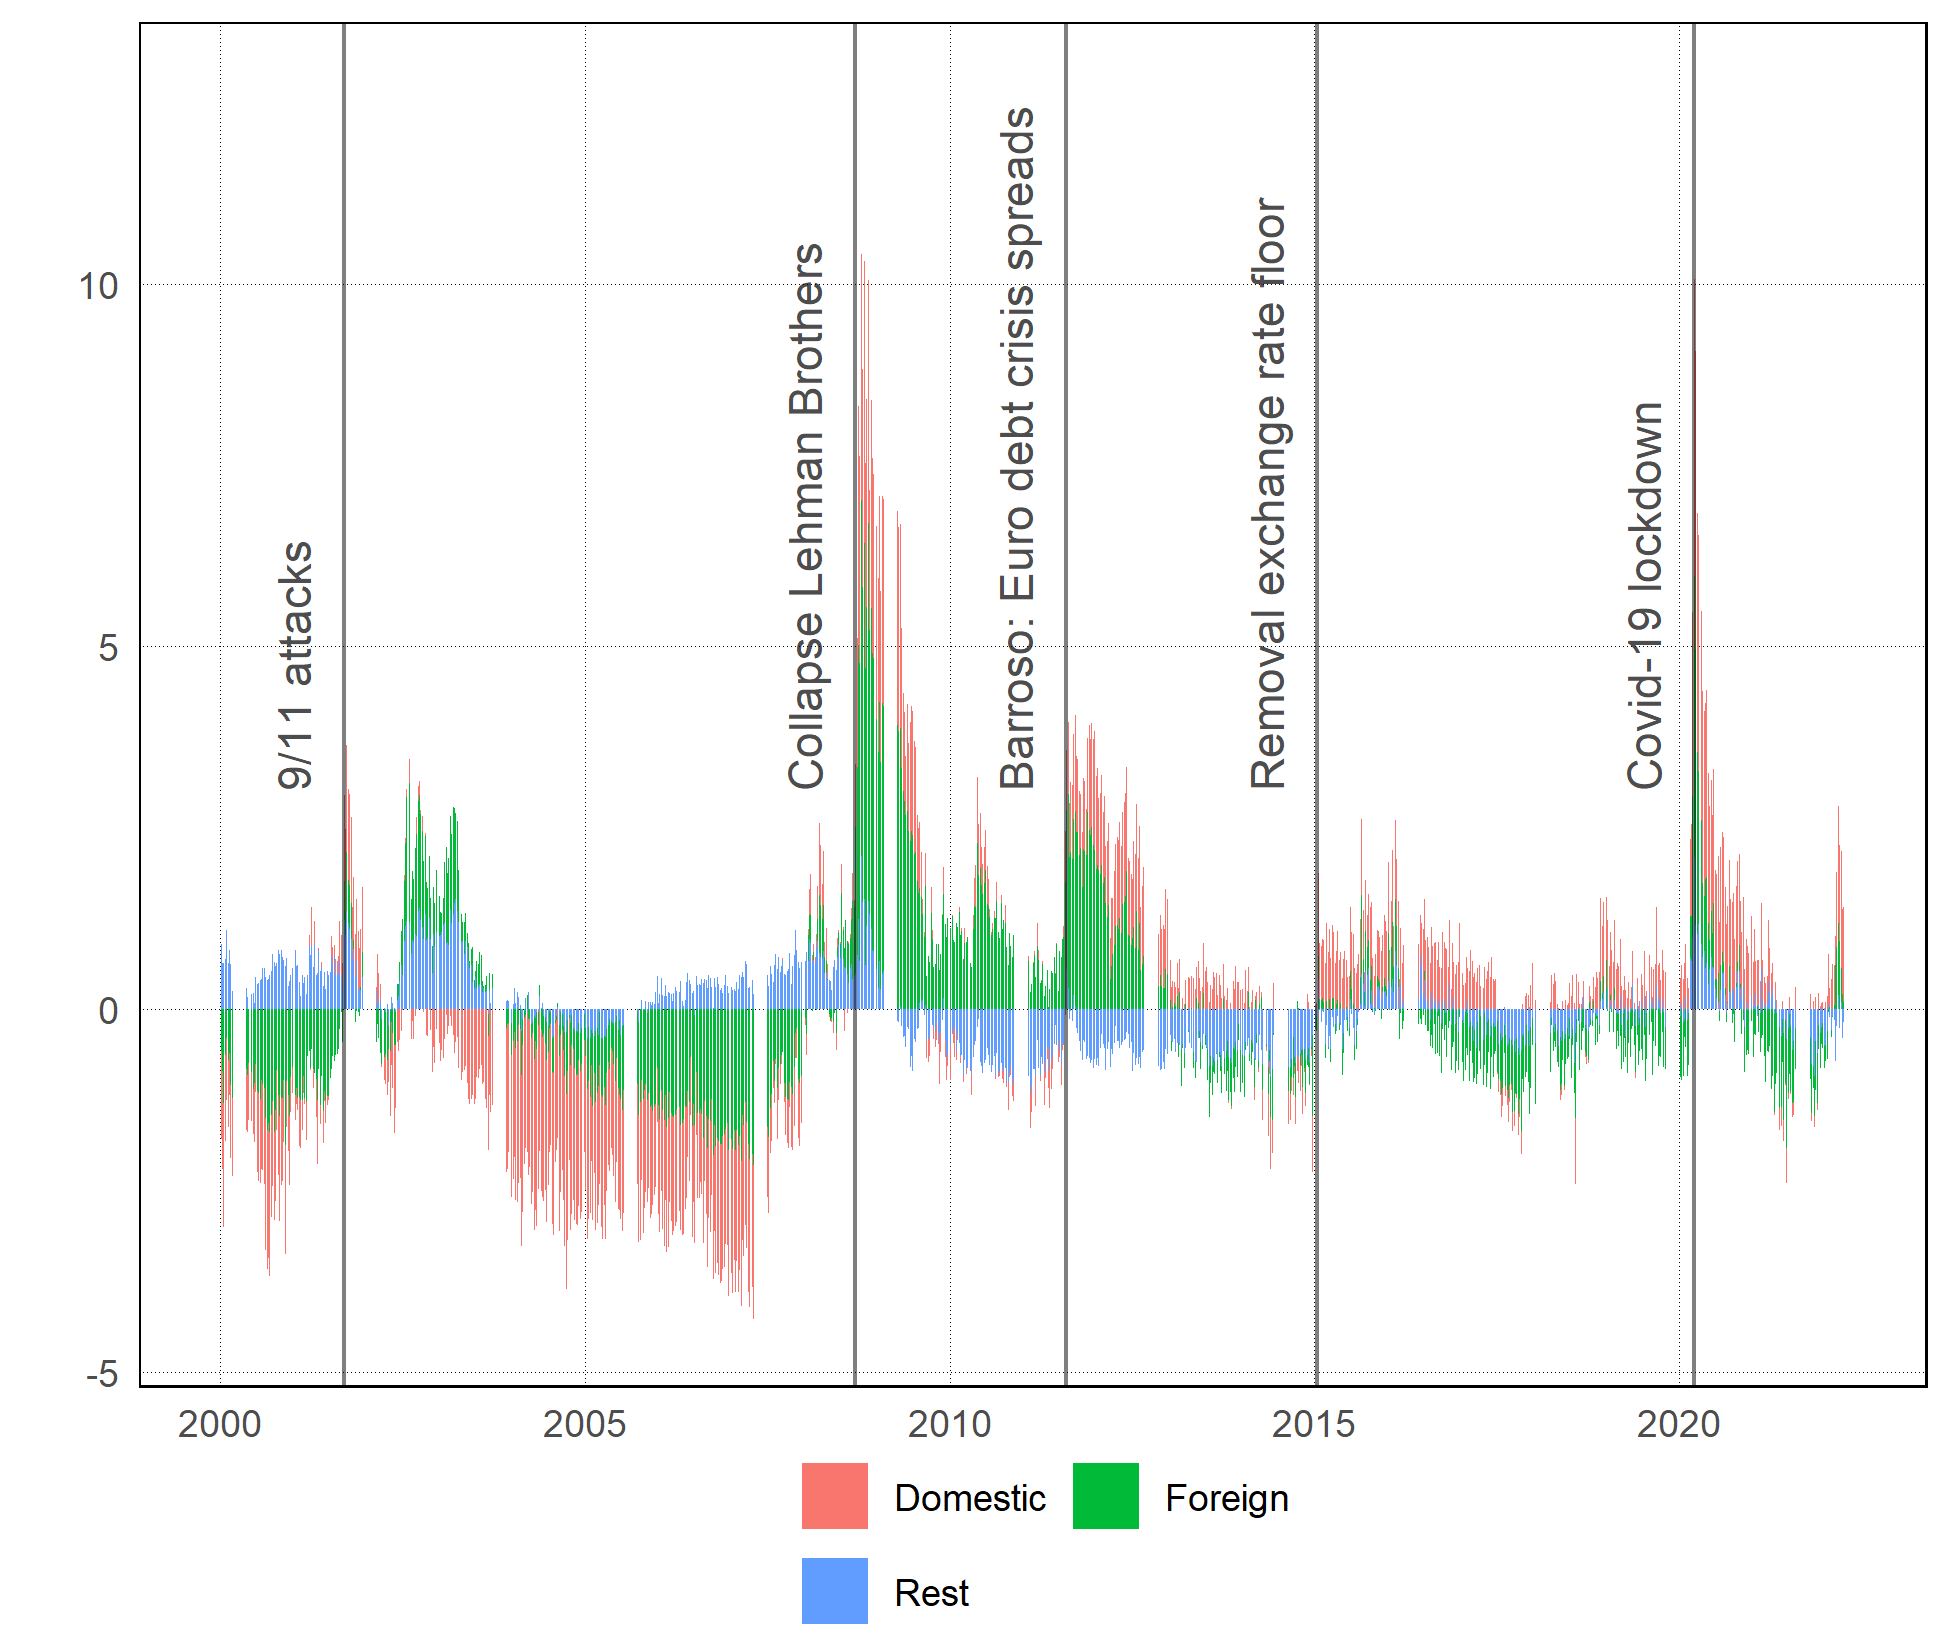 10
5
0
-5
9/11 attacks
Collapse Lehman Brothers
Barroso: Euro debt crisis spreads
Removal exchange rate floor
Covid-19 lockdown
2000
2005
2010
2015
2020
Domestic
Foreign
Rest